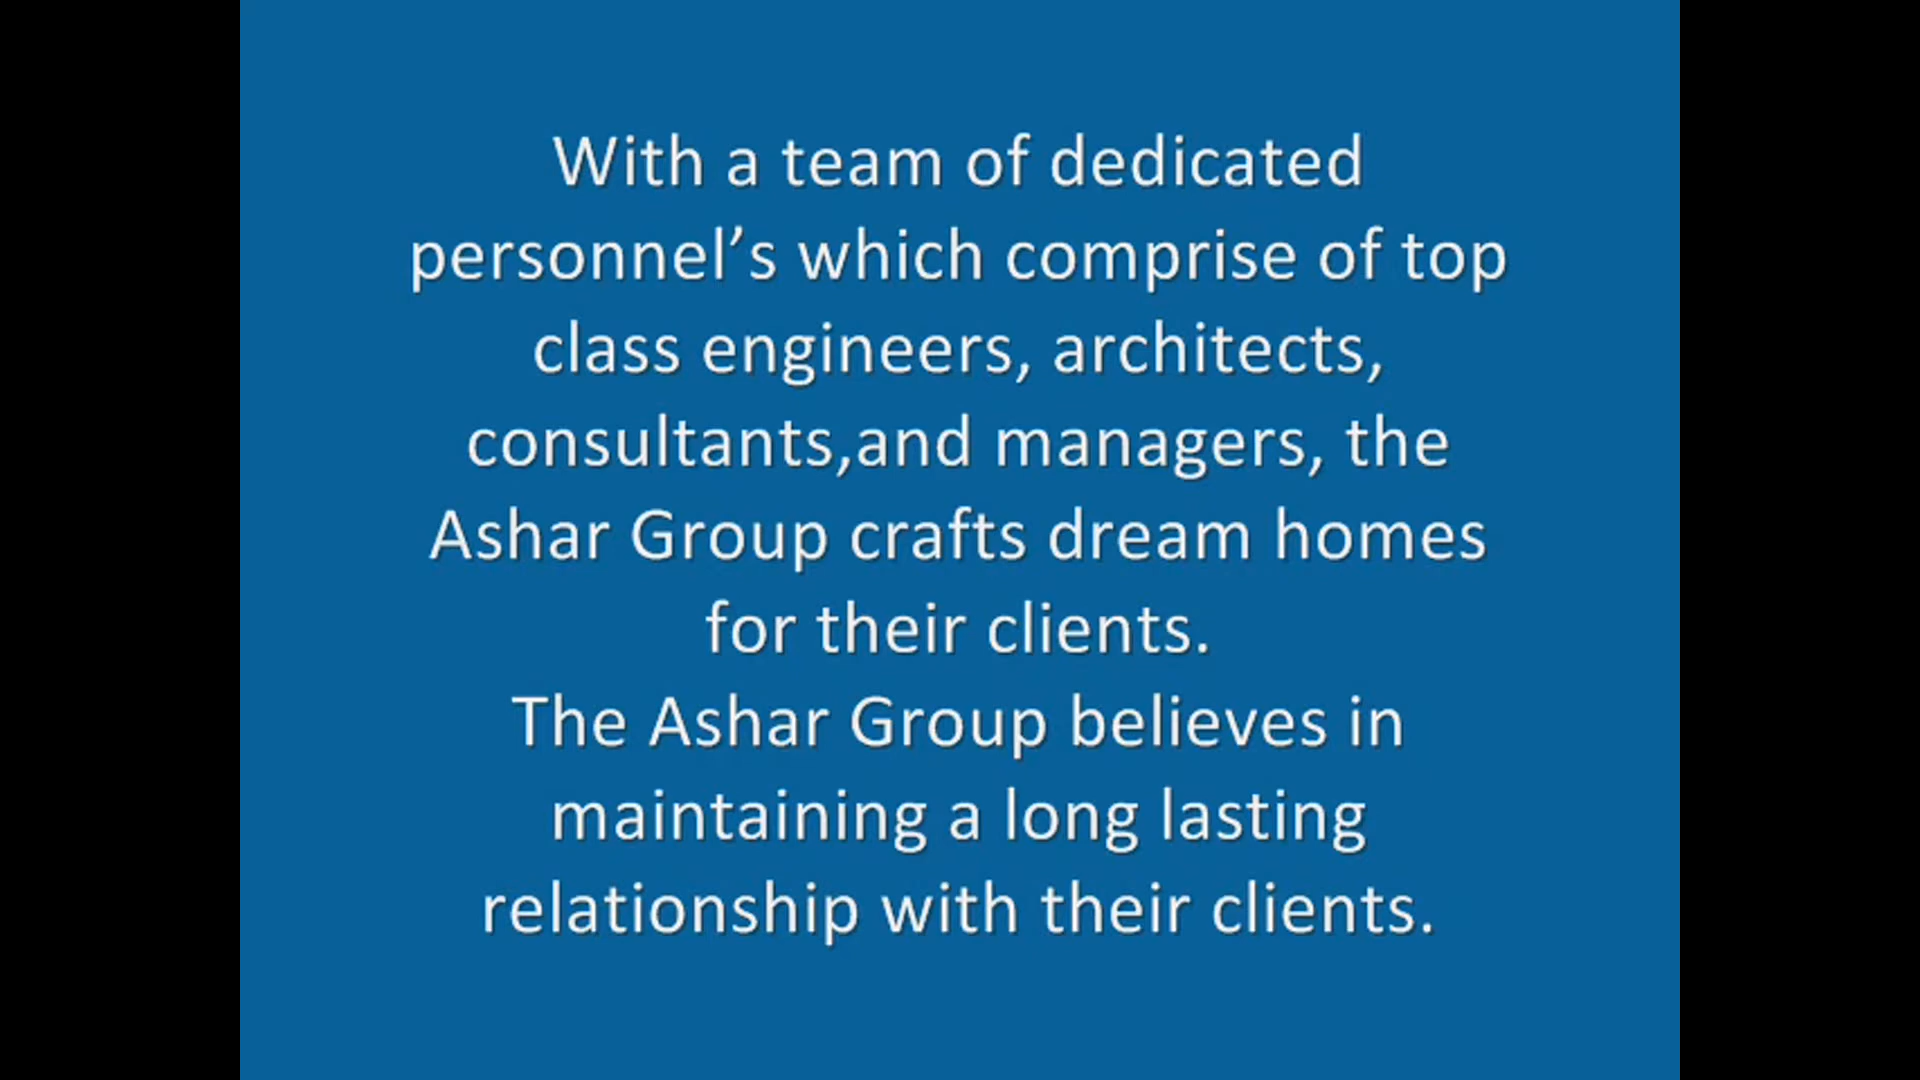 With a team of dedicated
personnel’s which comprise of top
class engineers, architects,
consultants,and managers, the
Ashar Group crafts dream homes
for their clients.
The Ashar Group believes in
maintaining a long lasting
relationship with their clients.